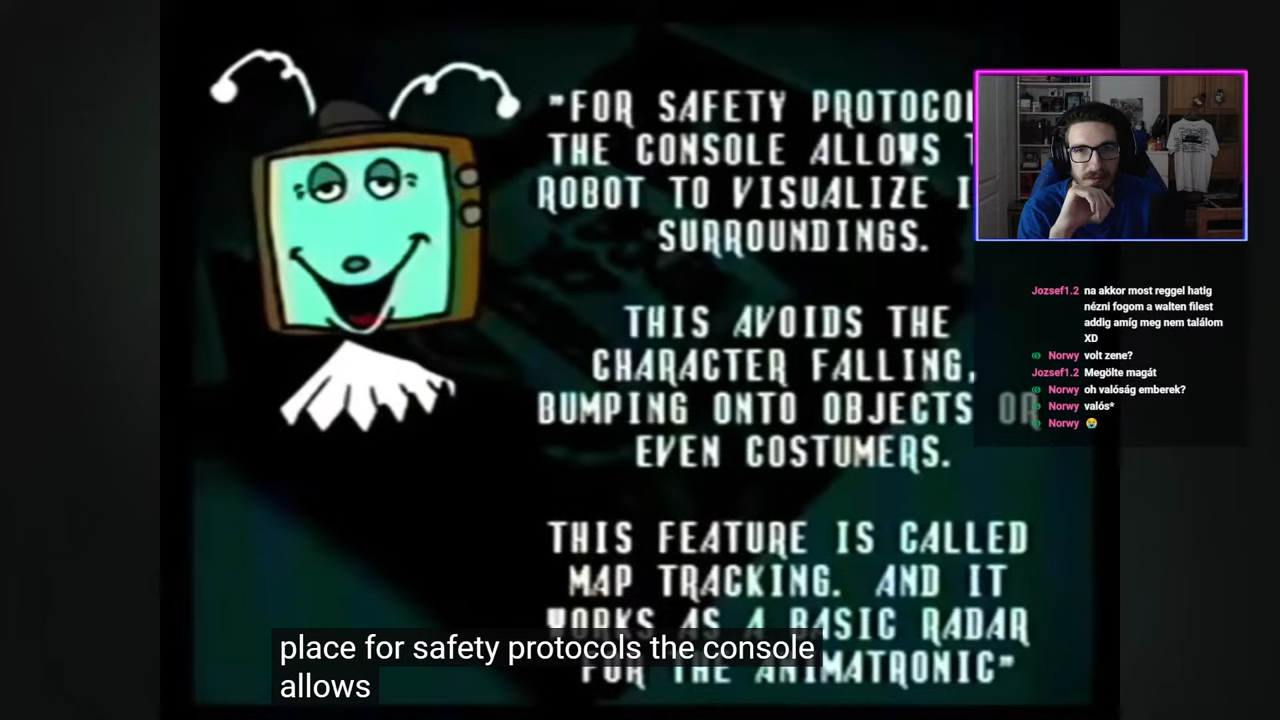 "FOR SAFETY PROTOCOL
THE CONSOLE ALLOWS
ROBOT TO VISUALIZE
SURROUNDINGS.
THIS AVOIDS THE
CHARACTER FALLING,
BUMPING ONTO OBJECTS OR
EVEN COSTUMERS.
THIS FEATURE IS CALLED
MAP TRACKING. AND IT
WORKS AS A BASIC RADAR
FOR THE ANIMATRONIC"
place for safety protocols the console
allows
Jozsef1.2 na akkor most reggel hatig
nézni fogom a walten filest
addig amíg meg nem találom
XD
Norwy volt zene?
Jozsef1.2 Megölte magát
Norwy oh valóság emberek?
Norwy valós*
Norwy 😭